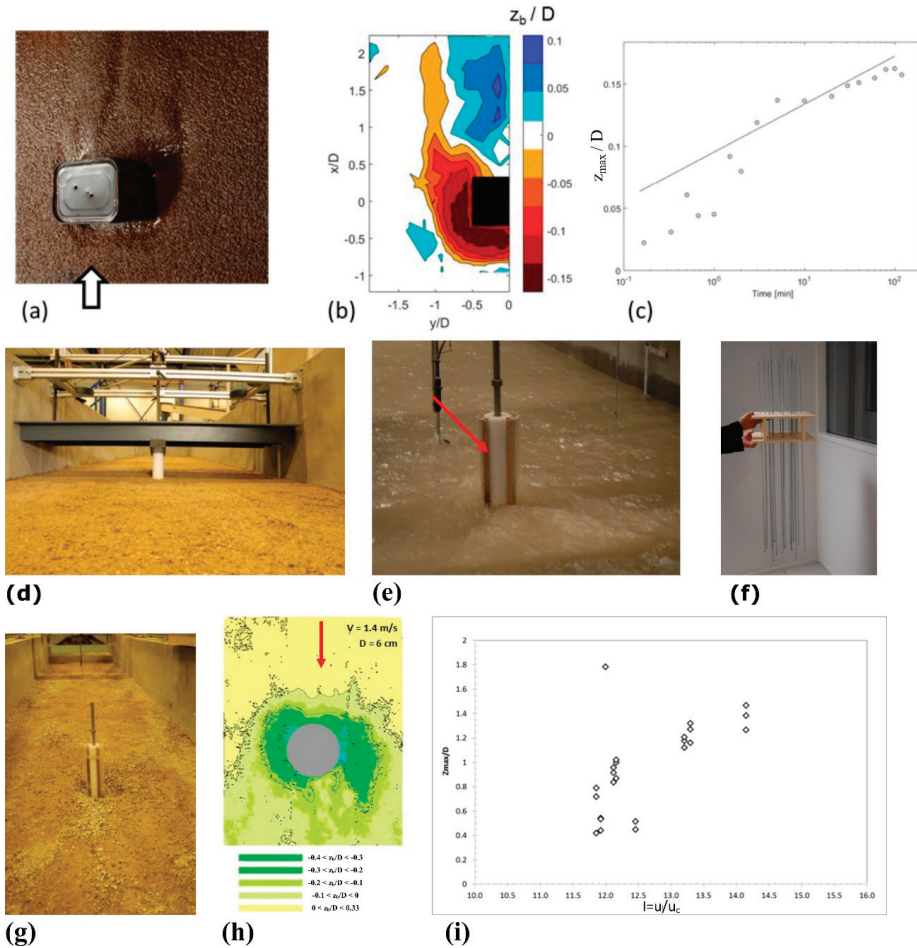 z_b / D
0.1
0.05
0
-0.05
-0.1
-0.15
x/D
2
1.5
1
0.5
0
-0.5
-1
-1.5
-1
-0.5
0
y/D
z_max / D
0.15
0.1
0.05
0
10^-1
10^0
10^1
10^2
Time [min]
(a)
(b)
(c)
(d)
(e)
(f)
V = 1.4 m/s
D = 6 cm
-0.4 < z_b/D < -0.3
-0.3 < z_b/D < -0.2
-0.2 < z_b/D < -0.1
-0.1 < z_b/D < 0
0 < z_b/D < 0.33
Zmax/D
2
1.8
1.6
1.4
1.2
1
0.8
0.6
0.4
0.2
0
10.0 10.5 11.0 11.5 12.0 12.5 13.0 13.5 14.0 14.5 15.0 15.5 16.0
I=u/u_c
(g)
(h)
(i)